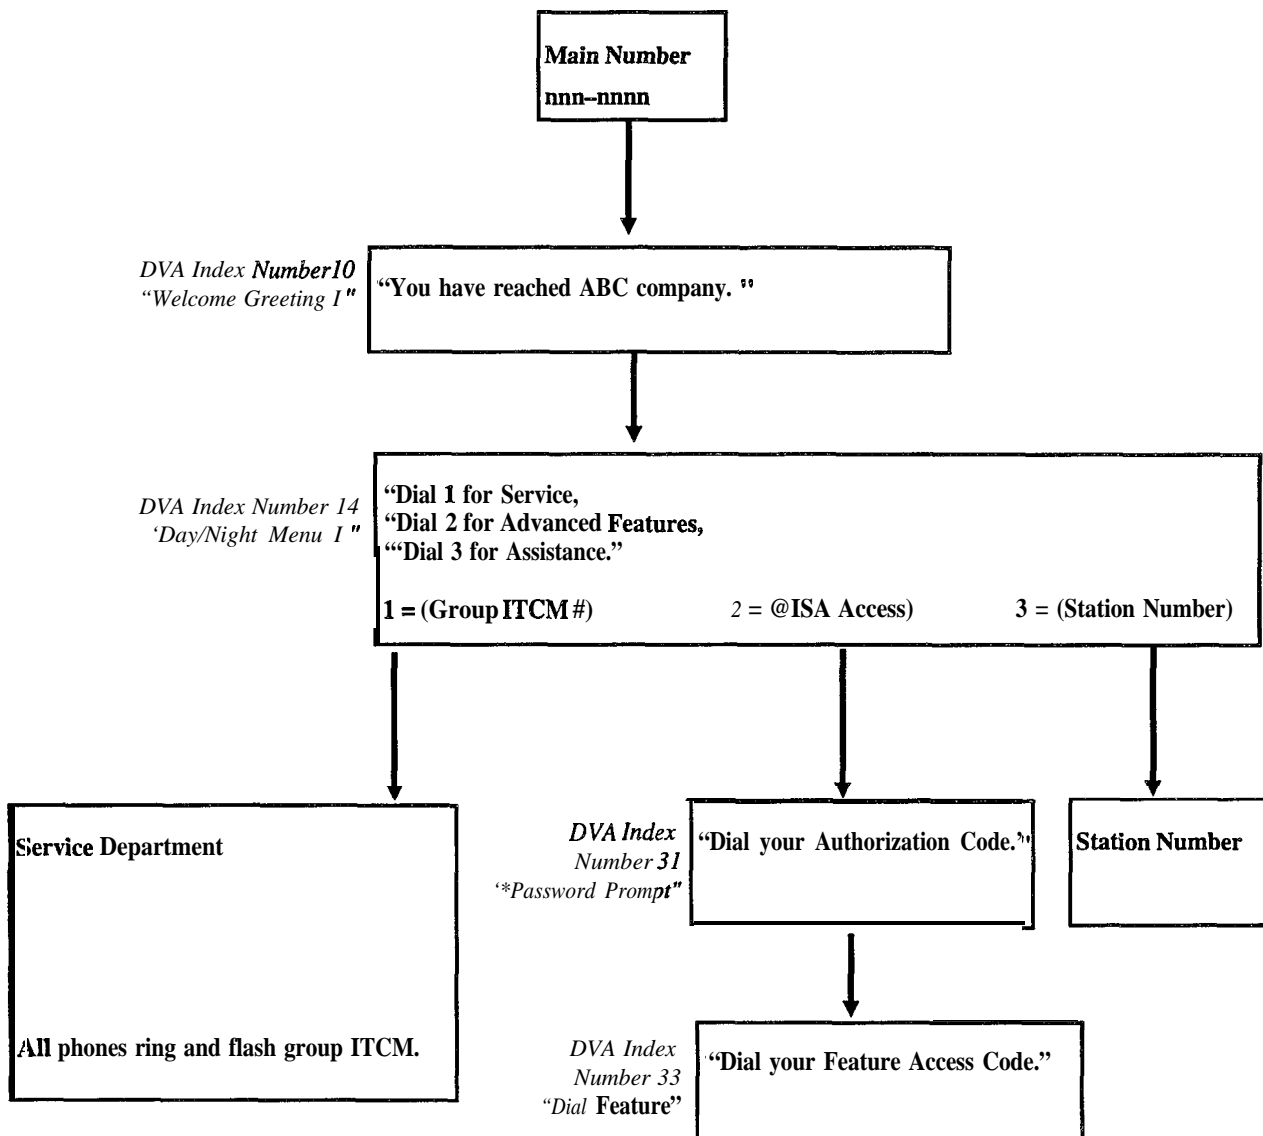 Main Number
nnn--nnnn
DVA Index Number10
“Welcome Greeting I"
“You have reached ABC company. ”
DVA Index Number 14
‘Day/Night Menu I "
“Dial 1 for Service,
“Dial 2 for Advanced Features,
“‘Dial 3 for Assistance.”
1 = (Group ITCM #) 2 = @ISA Access) 3 = (Station Number)
Service Department
All phones ring and flash group ITCM.
DVA Index
Number 31
‘*Password Prompt"
“Dial your Authorization Code.”
Station Number
DVA Index
Number 33
“Dial Feature”
“Dial your Feature Access Code.”